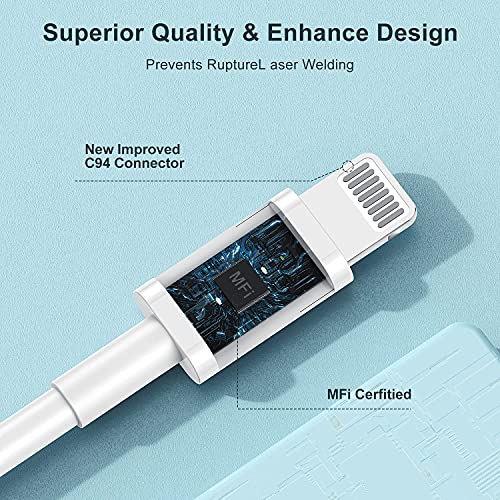 Superior Quality & Enhance Design
Prevents RuptureL aser Welding
New Improved
C94 Connector
MFi
MFi Cerfitied